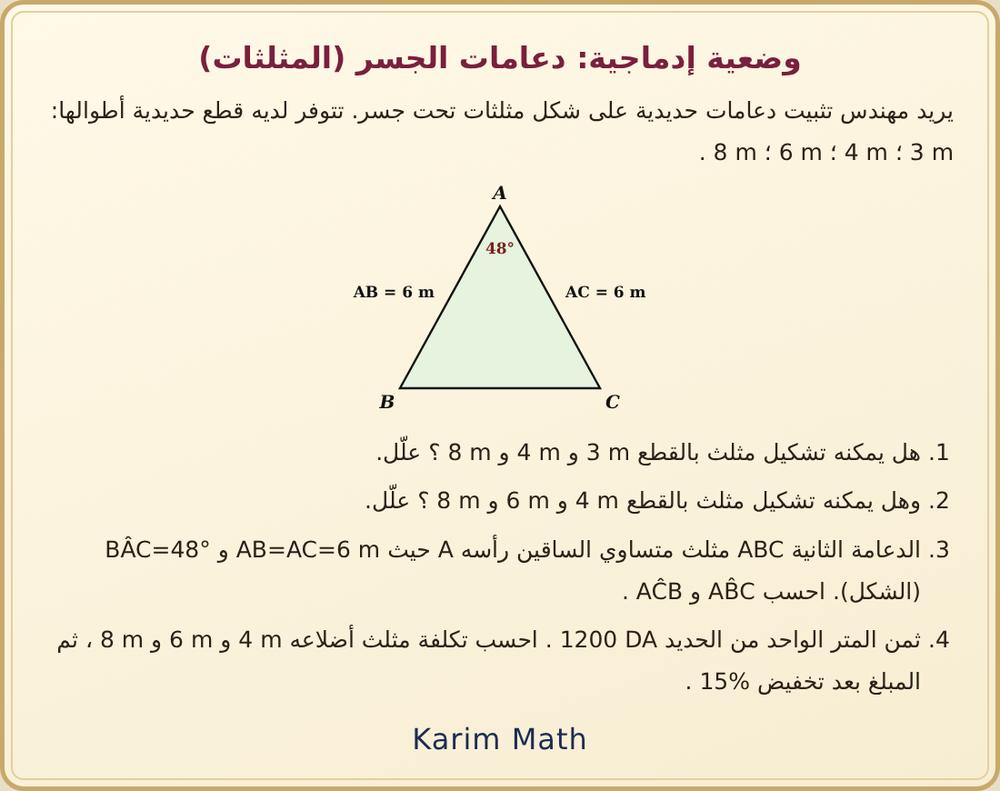 وضعية إدماجية: دعامات الجسر (المثلثات)
يريد مهندس تثبيت دعامات حديدية على شكل مثلثات تحت جسر. تتوفر لديه قطع حديدية أطوالها:
3 m ؛ 4 m ؛ 6 m ؛ 8 m .
A
48°
AB = 6 m
AC = 6 m
B
C
1. هل يمكنه تشكيل مثلث بالقطع 3 m و 4 m و 8 m ؟ علّل.
2. وهل يمكنه تشكيل مثلث بالقطع 4 m و 6 m و 8 m ؟ علّل.
3. الدعامة الثانية ABC مثلث متساوي الساقين رأسه A حيث AB=AC=6 m و BÂC=48°
(الشكل). احسب AB̂C و AĈB .
4. ثمن المتر الواحد من الحديد 1200 DA . احسب تكلفة مثلث أضلاعه 4 m و 6 m و 8 m ، ثم
المبلغ بعد تخفيض 15% .
Karim Math